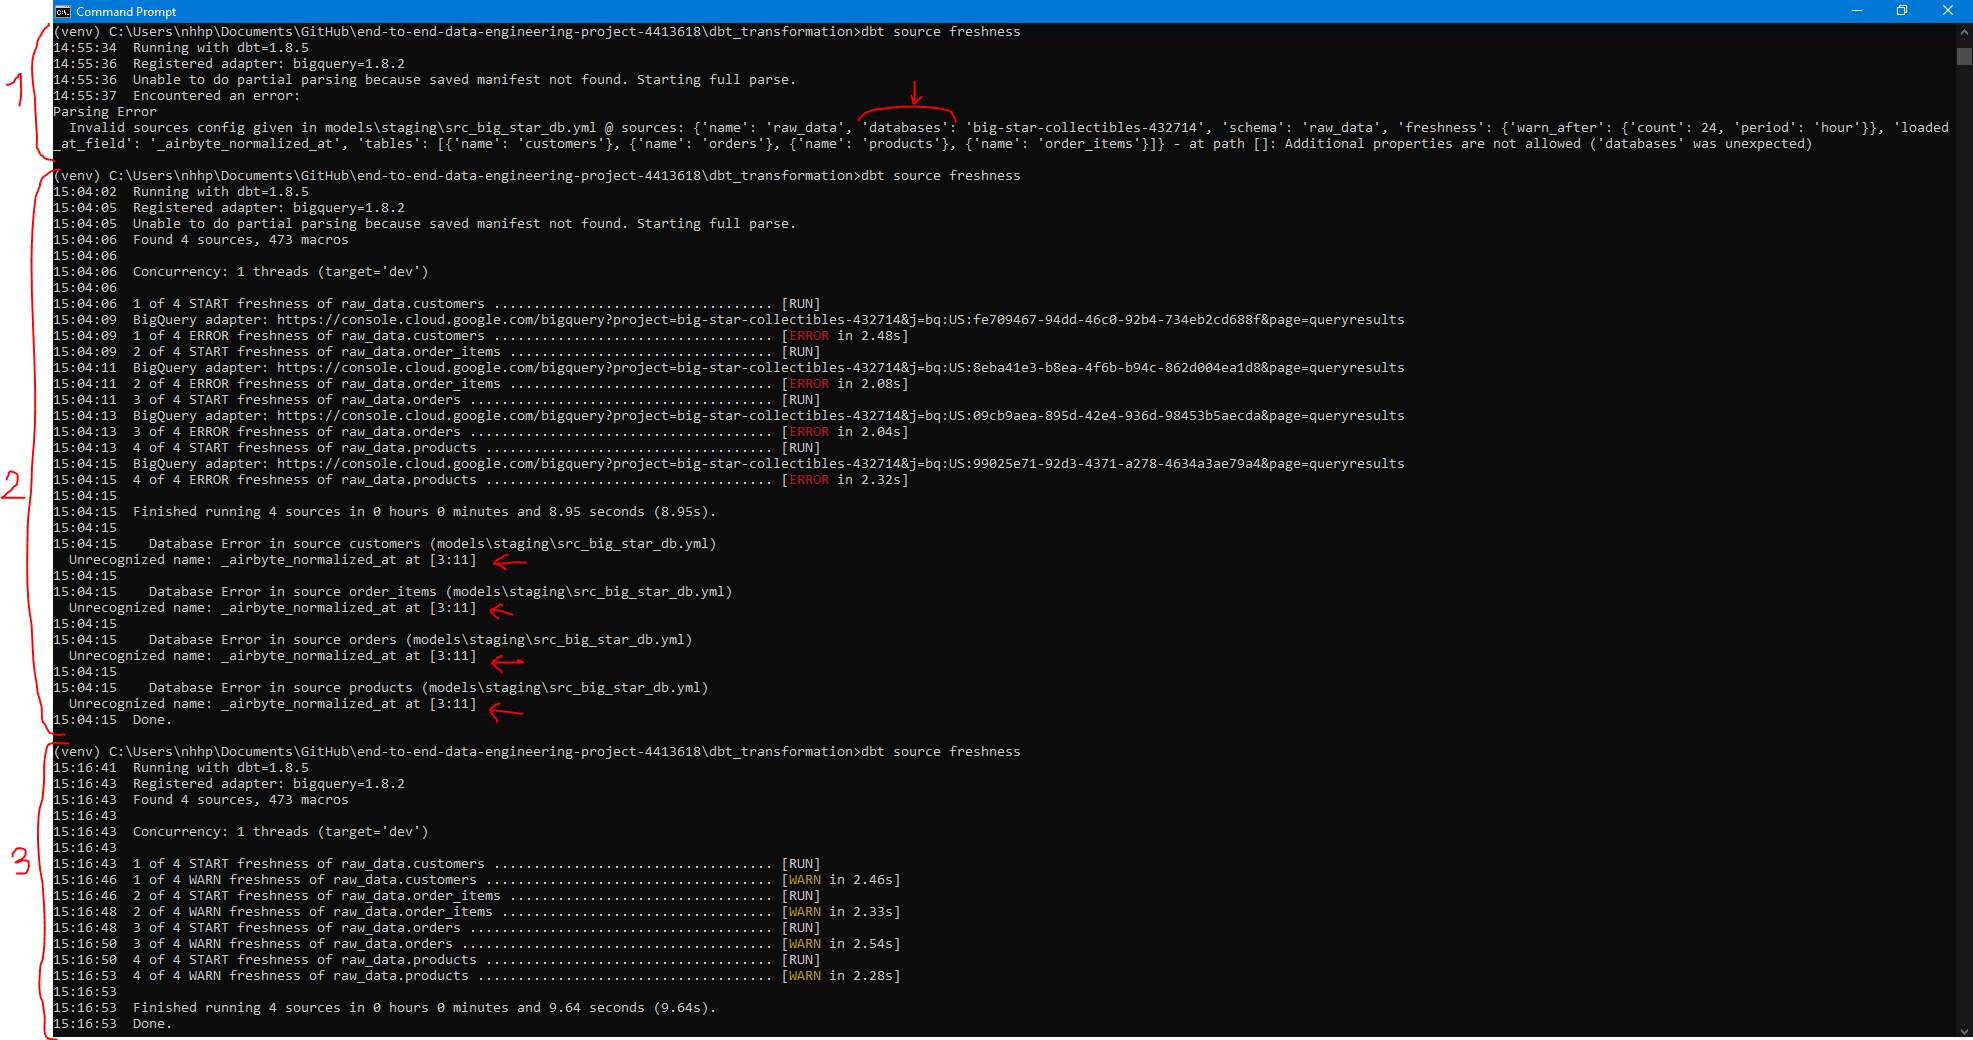 Command Prompt
(venv) C:\Users\nhhp\Documents\GitHub\end-to-end-data-engineering-project-4413618\dbt_transformation>dbt source freshness
14:55:34  Running with dbt=1.8.5
14:55:36  Registered adapter: bigquery=1.8.2
14:55:36  Unable to do partial parsing because saved manifest not found. Starting full parse.
1
14:55:37  Encountered an error:
Parsing Error
  Invalid sources config given in models\staging\src_big_star_db.yml @ sources: {'name': 'raw_data', 'databases': 'big-star-collectibles-432714', 'schema': 'raw_data', 'freshness': {'warn_after': {'count': 24, 'period': 'hour'}}, 'loaded
_at_field': '_airbyte_normalized_at', 'tables': [{'name': 'customers'}, {'name': 'orders'}, {'name': 'products'}, {'name': 'order_items'}]} - at path []: Additional properties are not allowed ('databases' was unexpected)
(venv) C:\Users\nhhp\Documents\GitHub\end-to-end-data-engineering-project-4413618\dbt_transformation>dbt source freshness
15:04:02  Running with dbt=1.8.5
15:04:05  Registered adapter: bigquery=1.8.2
15:04:05  Unable to do partial parsing because saved manifest not found. Starting full parse.
15:04:06  Found 4 sources, 473 macros
15:04:06
15:04:06  Concurrency: 1 threads (target='dev')
15:04:06
15:04:06  1 of 4 START freshness of raw_data.customers ................................... [RUN]
15:04:09  BigQuery adapter: https://console.cloud.google.com/bigquery?project=big-star-collectibles-432714&j=bq:US:fe709467-94dd-46c0-92b4-734eb2cd688f&page=queryresults
15:04:09  1 of 4 ERROR freshness of raw_data.customers ................................... [ERROR in 2.48s]
15:04:09  2 of 4 START freshness of raw_data.order_items ................................. [RUN]
15:04:11  BigQuery adapter: https://console.cloud.google.com/bigquery?project=big-star-collectibles-432714&j=bq:US:8eba41e3-b8ea-4f6b-b94c-862d004ea1d8&page=queryresults
15:04:11  2 of 4 ERROR freshness of raw_data.order_items ................................. [ERROR in 2.08s]
15:04:11  3 of 4 START freshness of raw_data.orders ...................................... [RUN]
15:04:13  BigQuery adapter: https://console.cloud.google.com/bigquery?project=big-star-collectibles-432714&j=bq:US:09cb9aea-895d-42e4-936d-98453b5aecda&page=queryresults
15:04:13  3 of 4 ERROR freshness of raw_data.orders ...................................... [ERROR in 2.04s]
15:04:13  4 of 4 START freshness of raw_data.products .................................... [RUN]
15:04:15  BigQuery adapter: https://console.cloud.google.com/bigquery?project=big-star-collectibles-432714&j=bq:US:99025e71-92d3-4371-a278-4634a3ae79a4&page=queryresults
15:04:15  4 of 4 ERROR freshness of raw_data.products .................................... [ERROR in 2.32s]
2
15:04:15
15:04:15  Finished running 4 sources in 0 hours 0 minutes and 8.95 seconds (8.95s).
15:04:15
15:04:15    Database Error in source customers (models\staging\src_big_star_db.yml)
  Unrecognized name: _airbyte_normalized_at at [3:11]
15:04:15
15:04:15    Database Error in source order_items (models\staging\src_big_star_db.yml)
  Unrecognized name: _airbyte_normalized_at at [3:11]
15:04:15
15:04:15    Database Error in source orders (models\staging\src_big_star_db.yml)
  Unrecognized name: _airbyte_normalized_at at [3:11]
15:04:15
15:04:15    Database Error in source products (models\staging\src_big_star_db.yml)
  Unrecognized name: _airbyte_normalized_at at [3:11]
15:04:15  Done.
(venv) C:\Users\nhhp\Documents\GitHub\end-to-end-data-engineering-project-4413618\dbt_transformation>dbt source freshness
15:16:41  Running with dbt=1.8.5
15:16:43  Registered adapter: bigquery=1.8.2
15:16:43  Found 4 sources, 473 macros
15:16:43
15:16:43  Concurrency: 1 threads (target='dev')
15:16:43
3
15:16:43  1 of 4 START freshness of raw_data.customers ................................... [RUN]
15:16:46  1 of 4 WARN freshness of raw_data.customers .................................... [WARN in 2.46s]
15:16:46  2 of 4 START freshness of raw_data.order_items ................................. [RUN]
15:16:48  2 of 4 WARN freshness of raw_data.order_items .................................. [WARN in 2.33s]
15:16:48  3 of 4 START freshness of raw_data.orders ...................................... [RUN]
15:16:50  3 of 4 WARN freshness of raw_data.orders ....................................... [WARN in 2.54s]
15:16:50  4 of 4 START freshness of raw_data.products .................................... [RUN]
15:16:53  4 of 4 WARN freshness of raw_data.products ..................................... [WARN in 2.28s]
15:16:53
15:16:53  Finished running 4 sources in 0 hours 0 minutes and 9.64 seconds (9.64s).
15:16:53  Done.